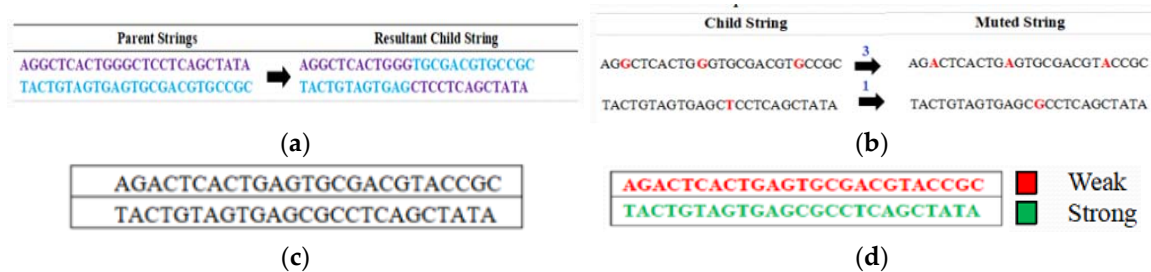 Parent Strings Resultant Child String
AGGCTCACTGGGCTCCTCAGCTATA AGGCTCACTGGGTGCGACGTGCCGC
TACTGTAGTGAGTGCGACGTGCCGC TACTGTAGTGAGCTCCTCAGCTATA
(a)
Child String Muted String
AGGCTCACTGGGTGCGACGTGCCGC 3 AGACTCACTGAGTGCGACGTACCGC
TACTGTAGTGAGCTCCTCAGCTATA 1 TACTGTAGTGAGCGCCTCAGCTATA
(b)
AGACTCACTGAGTGCGACGTACCGC
TACTGTAGTGAGCGCCTCAGCTATA
(c)
AGACTCACTGAGTGCGACGTACCGC Weak
TACTGTAGTGAGCGCCTCAGCTATA Strong
(d)